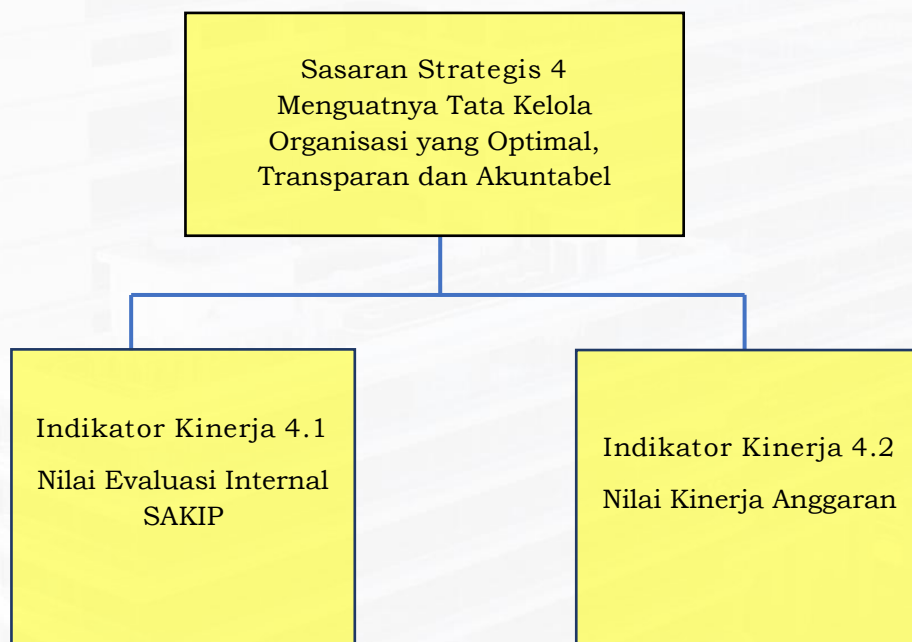 Sasaran Strategis 4
Menguatnya Tata Kelola
Organisasi yang Optimal,
Transparan dan Akuntabel
Indikator Kinerja 4.1
Nilai Evaluasi Internal
SAKIP
Indikator Kinerja 4.2
Nilai Kinerja Anggaran